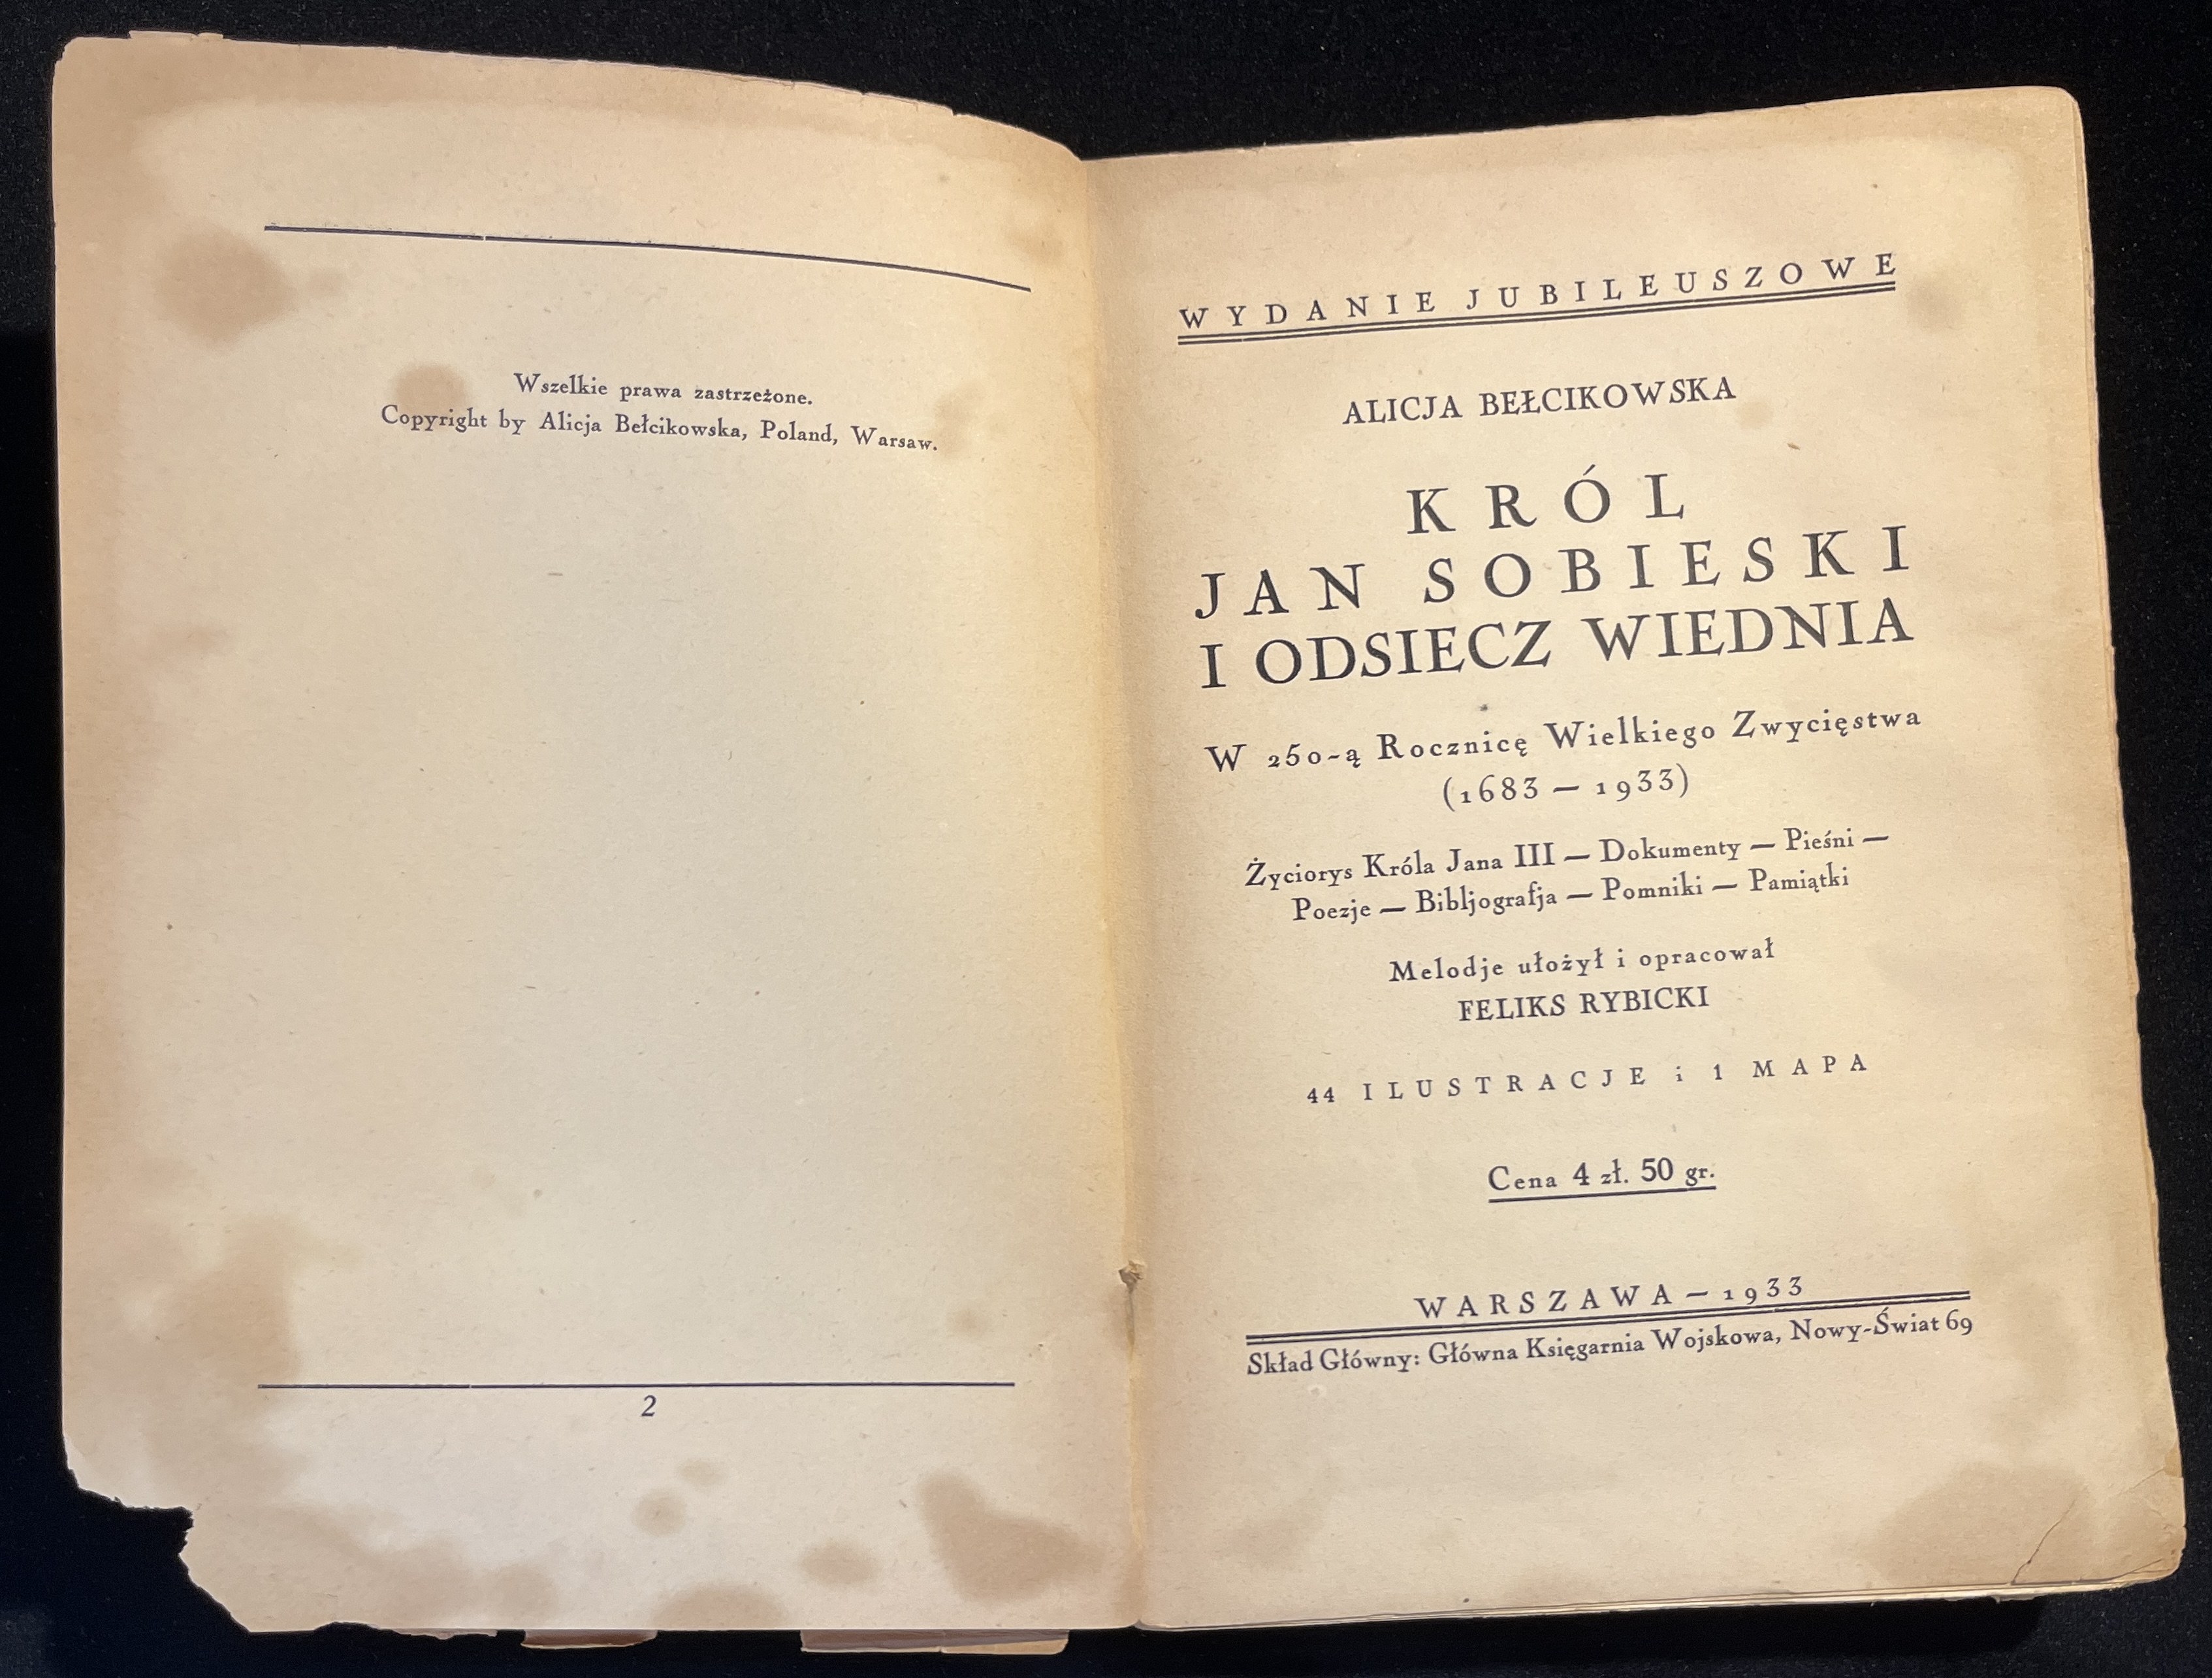 Wszelkie prawa zastrzeżone.
Copyright by Alicja Bełcikowska, Poland, Warsaw.
2
WYDANIE JUBILEUSZOWE
ALICJA BEŁCIKOWSKA
KRÓL
JAN SOBIESKI
I ODSIECZ WIEDNIA
W 250-ą Rocznicę Wielkiego Zwycięstwa
(1683 — 1933)
Życiorys Króla Jana III — Dokumenty — Pieśni —
Poezje — Bibljografja — Pomniki — Pamiątki
Melodje ułożył i opracował
FELIKS RYBICKI
44 ILUSTRACJE i 1 MAPA
Cena 4 zł. 50 gr.
WARSZAWA — 1933
Skład Główny: Główna Księgarnia Wojskowa, Nowy-Świat 69